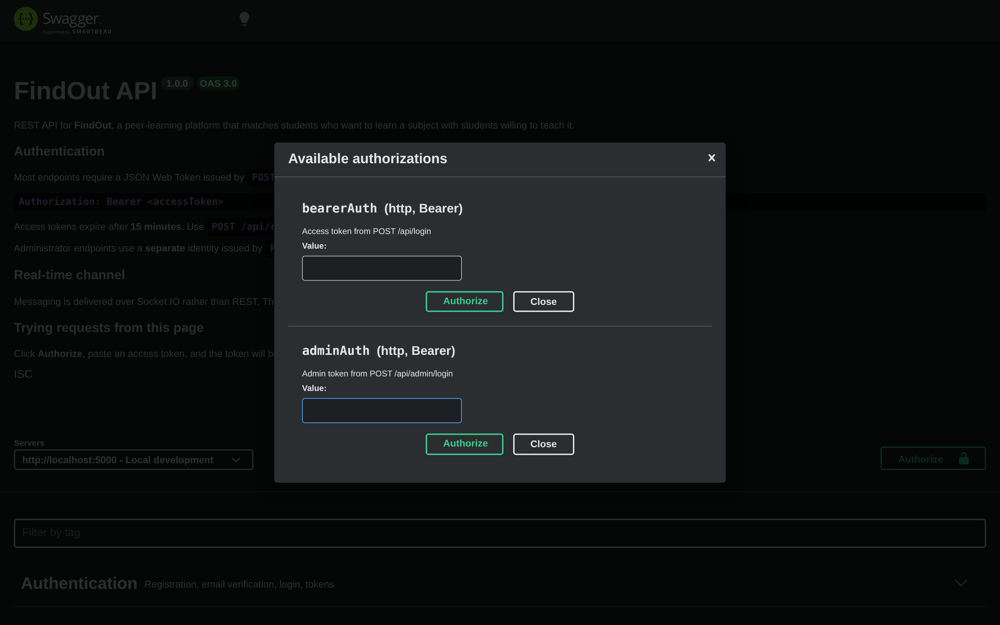 Swagger
Supported by SMARTBEAR
FindOut API 1.0.0 OAS 3.0
REST API for FindOut, a peer-learning platform that matches students who want to learn a subject with students willing to teach it.
Authentication
Most endpoints require a JSON Web Token issued by POST
Authorization: Bearer <accessToken>
Access tokens expire after 15 minutes. Use POST /api/r
Administrator endpoints use a separate identity issued by P
Real-time channel
Messaging is delivered over Socket.IO rather than REST. The
Trying requests from this page
Click Authorize, paste an access token, and the token will be
ISC
Available authorizations
bearerAuth (http, Bearer)
Access token from POST /api/login
Value:
Authorize Close
adminAuth (http, Bearer)
Admin token from POST /api/admin/login
Value:
Authorize Close
Servers
http://localhost:5000 - Local development
Authorize
Filter by tag
Authentication Registration, email verification, login, tokens